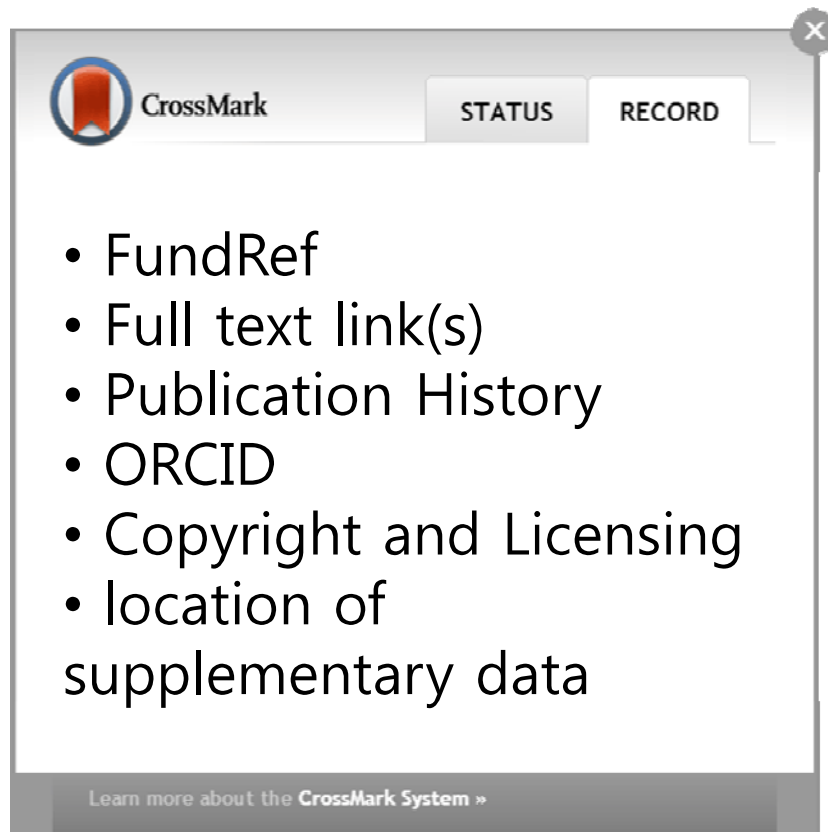 x
CrossMark STATUS RECORD
• FundRef
• Full text link(s)
• Publication History
• ORCID
• Copyright and Licensing
• location of
supplementary data
Learn more about the CrossMark System »